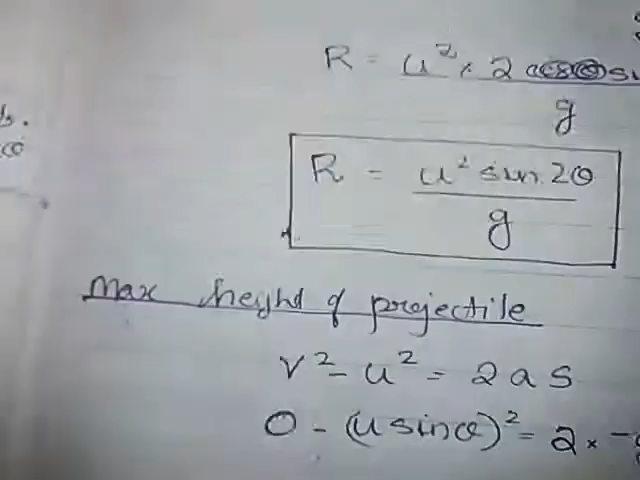 R = u² × 2
g
R = u² sin 2θ
g
Max height of projectile
v² - u² = 2as
0 - (u sinθ)² = 2 × -g